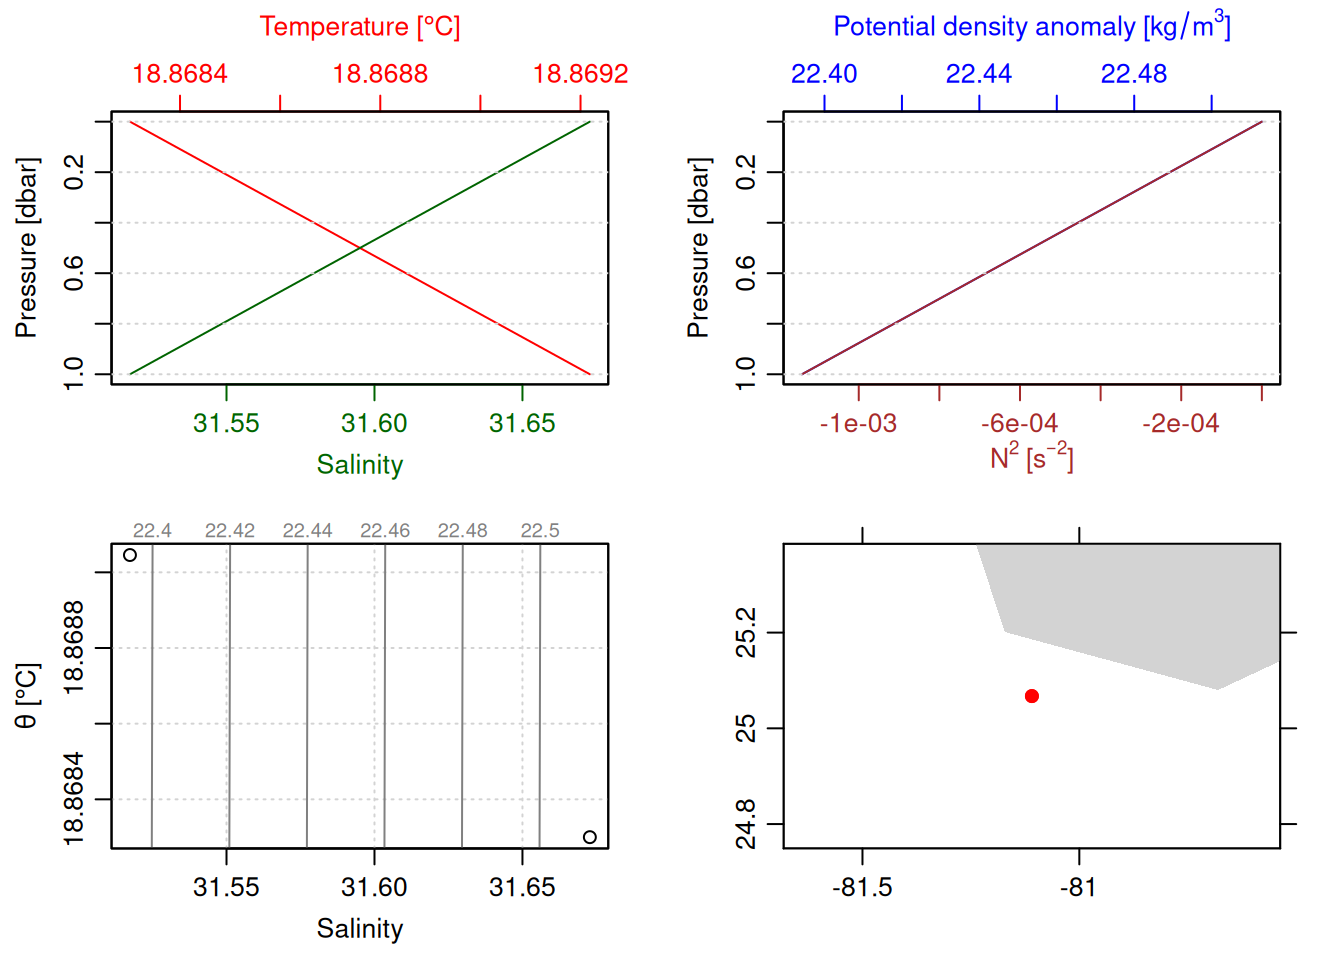 Temperature [°C]
18.8684 18.8688 18.8692
Pressure [dbar]
0.2
0.6
1.0
31.55 31.60 31.65
Salinity
Potential density anomaly [kg/m³]
22.40 22.44 22.48
Pressure [dbar]
0.2
0.6
1.0
-1e-03 -6e-04 -2e-04
N² [s⁻²]
22.4 22.42 22.44 22.46 22.48 22.5
θ [°C]
18.8688
18.8684
31.55 31.60 31.65
Salinity
25.2
25
24.8
-81.5 -81